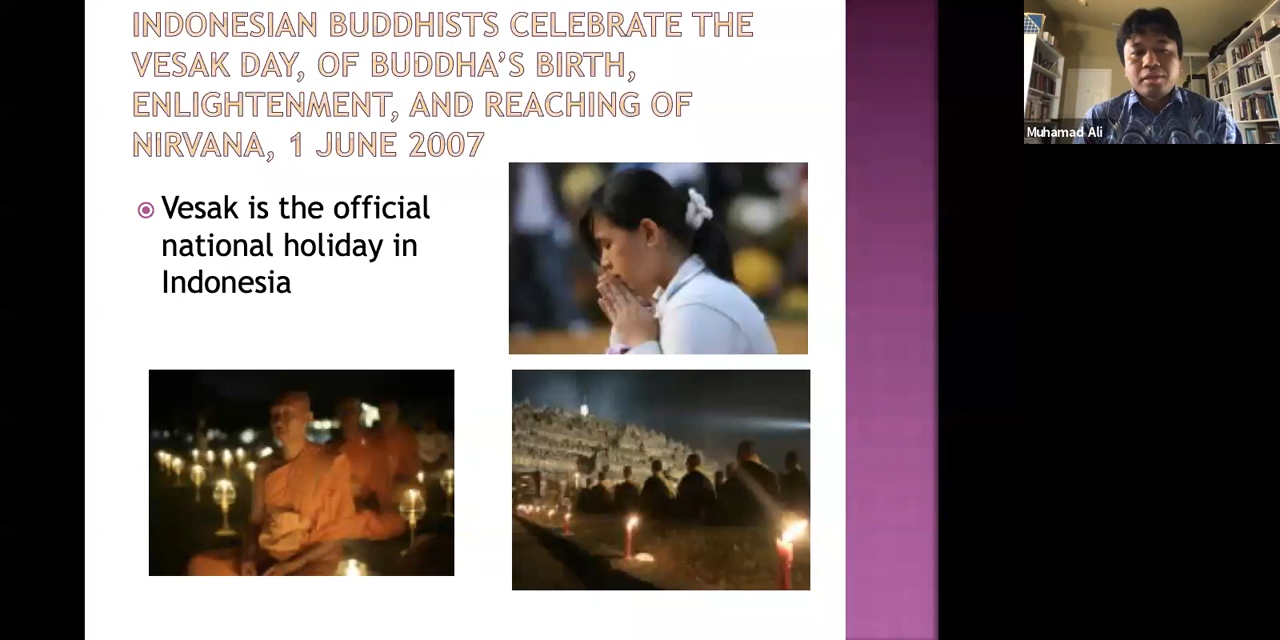 INDONESIAN BUDDHISTS CELEBRATE THE
VESAK DAY, OF BUDDHA'S BIRTH,
ENLIGHTENMENT, AND REACHING OF
NIRVANA, 1 JUNE 2007
Vesak is the official
national holiday in
Indonesia
Muhamad Ali